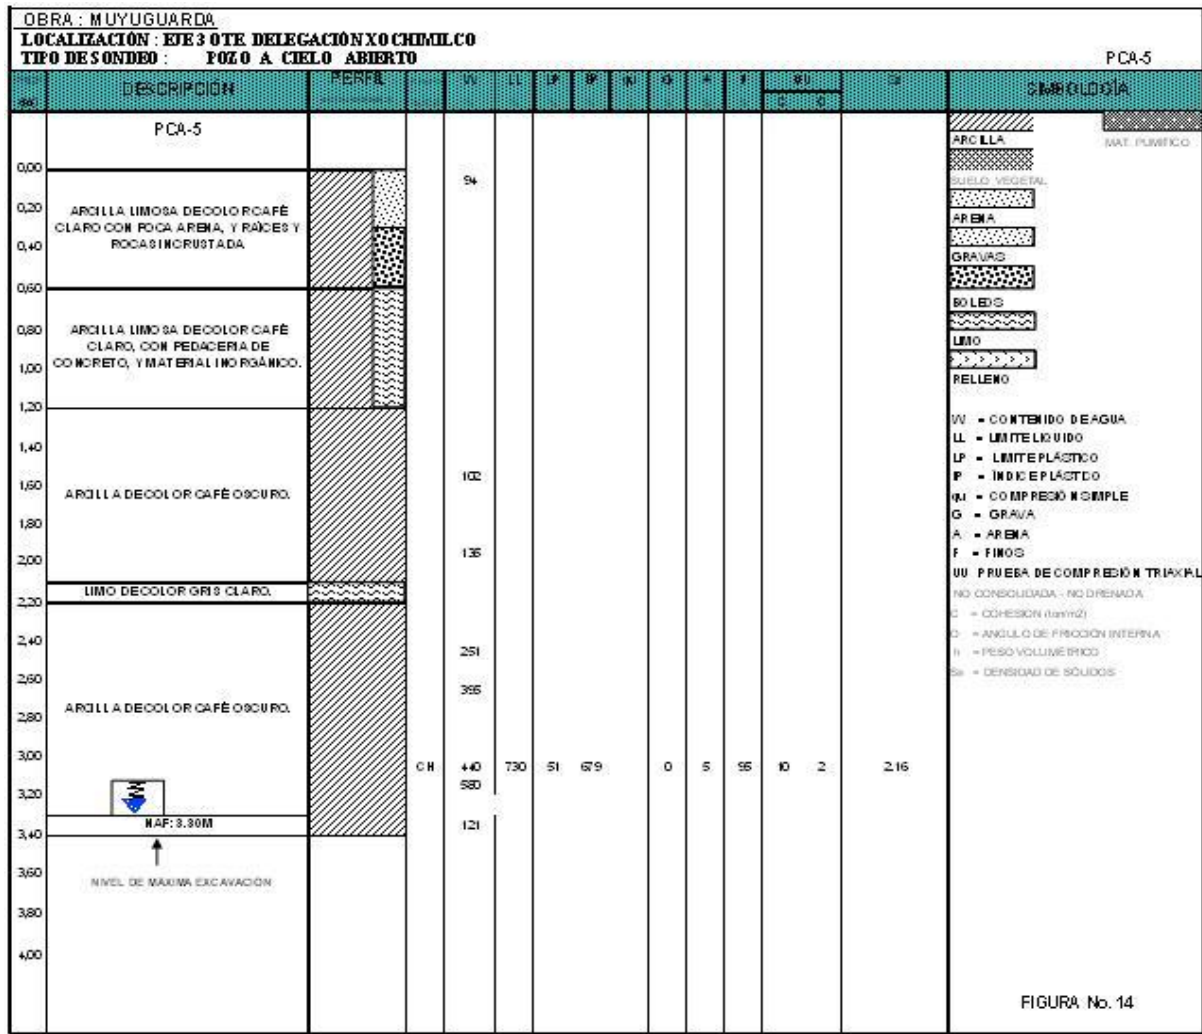 OBRA : MUYUGUARDA
LOCALIZACIÓN : EJE 3 OTE DELEGACIÓN XOCHIMILCO
TIPO DE SONDEO : POZO A CIELO ABIERTO
PCA-5
DESCRIPCIÓN PERFIL W LL LP IP qu G A F UU Ss SIMBOLOGÍA
PCA-5
ARCILLA
MAT. PUMITICO
0,00
94
SUELO VEGETAL
0,20
ARCILLA LIMOSA DE COLOR CAFÉ
CLARO CON POCA ARENA, Y RAÍCES Y
ROCAS INCRUSTADA
ARENA
0,40
GRAVAS
0,60
BOLEOS
0,80
ARCILLA LIMOSA DE COLOR CAFÉ
CLARO, CON PEDACERIA DE
CONCRETO, Y MATERIAL INORGÁNICO.
LIMO
1,00
RELLENO
1,20
W = CONTENIDO DE AGUA
1,40
LL = LIMITE LIQUIDO
LP = LIMITE PLÁSTICO
1,60
102
IP = ÍNDICE PLÁSTICO
ARCILLA DE COLOR CAFÉ OSCURO.
qu = COMPRESIÓN SIMPLE
G = GRAVA
1,80
A = ARENA
135
F = FINOS
2,00
UU PRUEBA DE COMPRESIÓN TRIAXIAL
LIMO DE COLOR GRIS CLARO.
NO CONSOLIDADA - NO DRENADA
2,20
C = COHESION (ton/m2)
2,40
O = ANGULO DE FRICCIÓN INTERNA
251
h = PESO VOLUMÉTRICO
2,60
Ss = DENSIDAD DE SOLIDOS
395
ARCILLA DE COLOR CAFÉ OSCURO.
2,80
3,00
CH 440 730 51 679 0 5 95 10 2 2.16
580
3,20
NAF: 3.30M
121
3,40
3,60
NIVEL DE MAXIMA EXCAVACIÓN
3,80
4,00
FIGURA No. 14